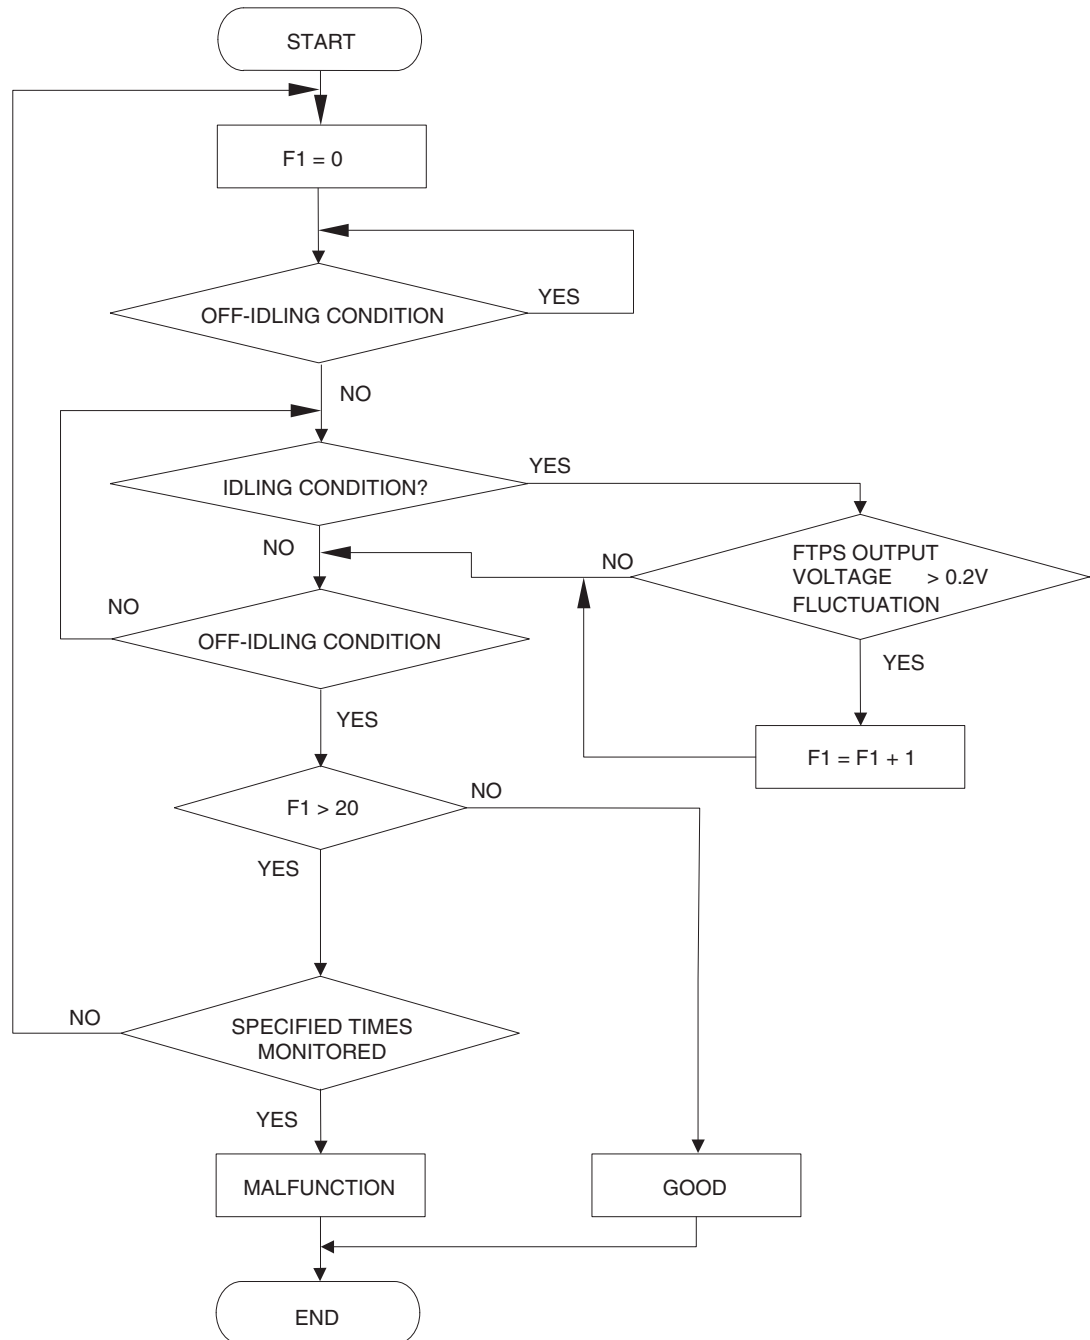 START
F1 = 0
OFF-IDLING CONDITION
YES
NO
IDLING CONDITION?
YES
NO
FTPS OUTPUT
VOLTAGE > 0.2V
FLUCTUATION
NO
YES
F1 = F1 + 1
NO
OFF-IDLING CONDITION
YES
F1 > 20
NO
YES
SPECIFIED TIMES
MONITORED
NO
YES
MALFUNCTION
GOOD
END